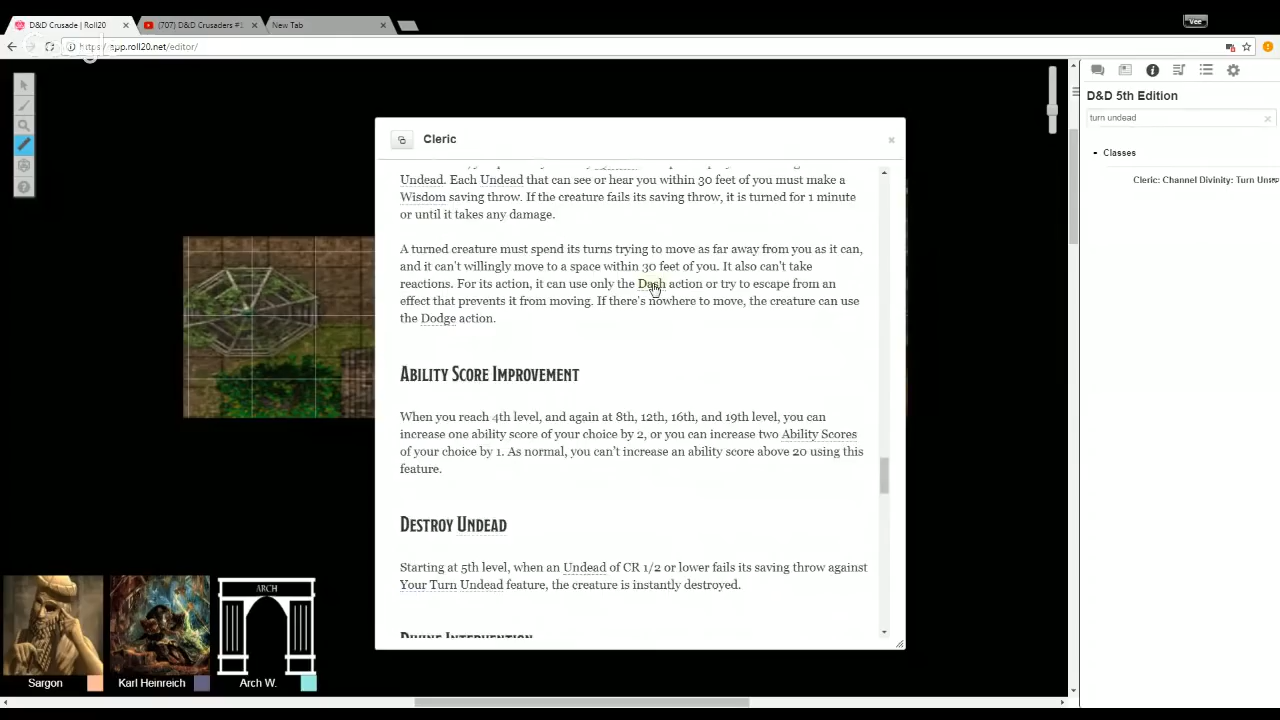 D&D Crusade | Roll20
(707) D&D Crusaders #
New Tab
Vee
app.roll20.net/editor/
D&D 5th Edition
turn undead
Classes
Cleric: Channel Divinity: Turn
Cleric
Undead. Each Undead that can see or hear you within 30 feet of you must make a
Wisdom saving throw. If the creature fails its saving throw, it is turned for 1 minute
or until it takes any damage.
A turned creature must spend its turns trying to move as far away from you as it can,
and it can't willingly move to a space within 30 feet of you. It also can't take
reactions. For its action, it can use only the Dash action or try to escape from an
effect that prevents it from moving. If there's nowhere to move, the creature can use
the Dodge action.
ABILITY SCORE IMPROVEMENT
When you reach 4th level, and again at 8th, 12th, 16th, and 19th level, you can
increase one ability score of your choice by 2, or you can increase two Ability Scores
of your choice by 1. As normal, you can't increase an ability score above 20 using this
feature.
DESTROY UNDEAD
Starting at 5th level, when an Undead of CR 1/2 or lower fails its saving throw against
Your Turn Undead feature, the creature is instantly destroyed.
DIVINE INTERVENTION
ARCH
Sargon
Karl Heinreich
Arch W.